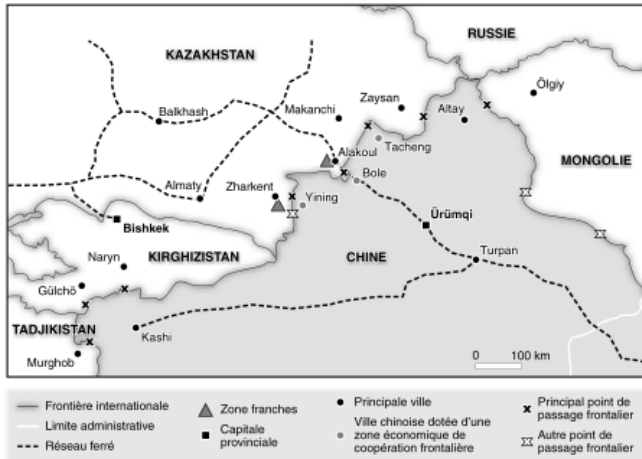 RUSSIE
KAZAKHSTAN
Ölgiy
Zaysan
Altay
Balkhash
Makanchi
Tacheng
MONGOLIE
Alakoul
Bole
Almaty
Zharkent
Yining
Bishkek
Ürümqi
KIRGHIZISTAN
CHINE
Naryn
Turpan
Gülchö
TADJIKISTAN
Kashi
Murghob
0 100 km
Frontière internationale
Limite administrative
Réseau ferré
Zone franches
Capitale
provinciale
Principale ville
Ville chinoise dotée d'une
zone économique de
coopération frontalière
Principal point de
passage frontalier
Autre point de
passage frontalier